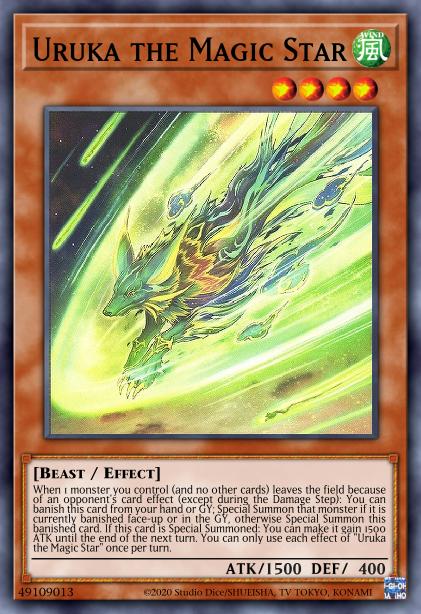 Uruka the Magic Star
WIND
風
[Beast / Effect]
When 1 monster you control (and no other cards) leaves the field because
of an opponent's card effect (except during the Damage Step): You can
banish this card from your hand or GY; Special Summon that monster if it is
currently banished face-up or in the GY, otherwise Special Summon this
banished card. If this card is Special Summoned: You can make it gain 1500
ATK until the end of the next turn. You can only use each effect of "Uruka
the Magic Star" once per turn.
ATK/1500 DEF/ 400
49109013
©2020 Studio Dice/SHUEISHA, TV TOKYO, KONAMI